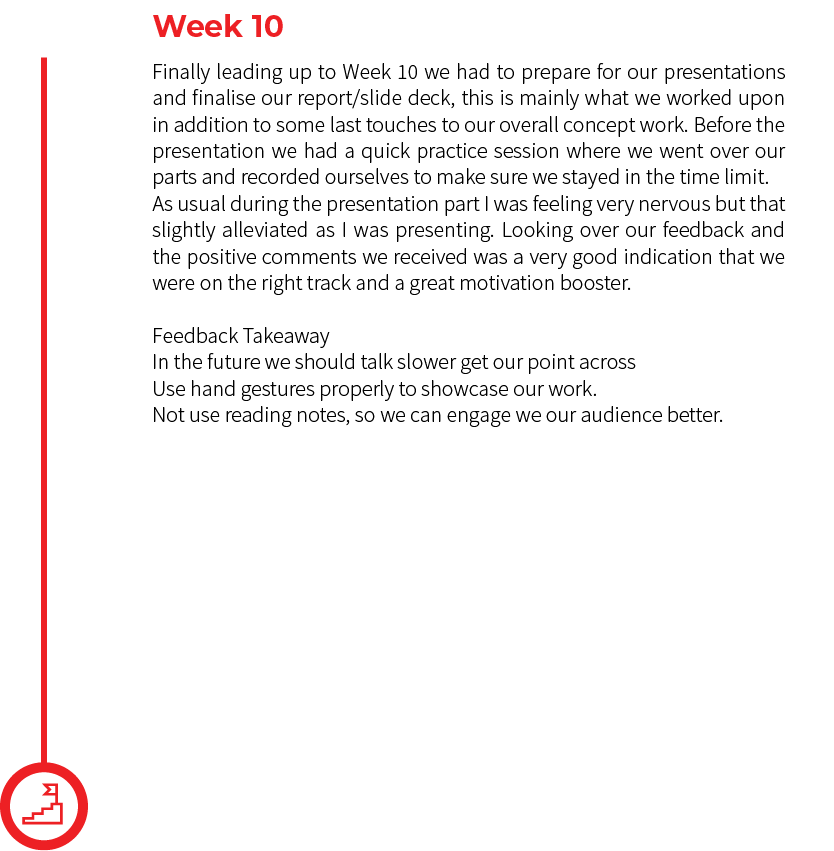 Week 10
Finally leading up to Week 10 we had to prepare for our presentations
and finalise our report/slide deck, this is mainly what we worked upon
in addition to some last touches to our overall concept work. Before the
presentation we had a quick practice session where we went over our
parts and recorded ourselves to make sure we stayed in the time limit.
As usual during the presentation part I was feeling very nervous but that
slightly alleviated as I was presenting. Looking over our feedback and
the positive comments we received was a very good indication that we
were on the right track and a great motivation booster.
Feedback Takeaway
In the future we should talk slower get our point across
Use hand gestures properly to showcase our work.
Not use reading notes, so we can engage we our audience better.